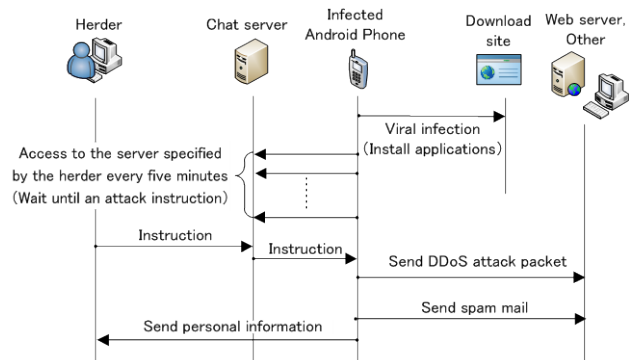 Herder
Chat server
Infected
Android Phone
Download
site
Web server,
Other
Viral infection
(Install applications)
Access to the server specified
by the herder every five minutes
(Wait until an attack instruction)
Instruction
Instruction
Send DDoS attack packet
Send spam mail
Send personal information